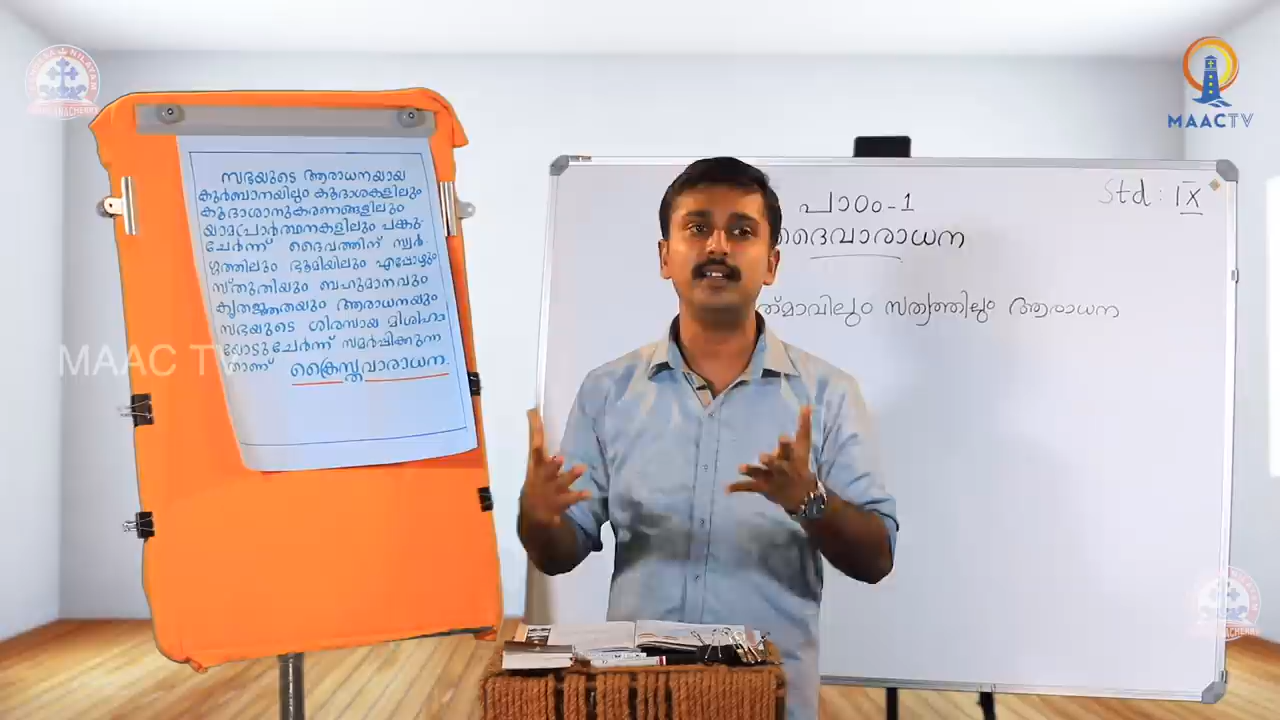 സഭയുടെ ആരാധനയായ
കുർബാനയിലും കൂദാശകളിലും
കൂദാശാനുകരണങ്ങളിലും
യാമപ്രാർത്ഥനകളിലും പങ്കു
ചേർന്ന് ദൈവത്തിന് സ്വർ-
ഗ്ഗത്തിലും ഭൂമിയിലും എപ്പോഴും
സ്തുതിയും ബഹുമാനവും
കൃതജ്ഞതയും ആരാധനയും
സഭയുടെ ശിരസായ മിശിഹാ
യോടുചേർന്ന് സമർപ്പിക്കുന്ന
താണ് ക്രൈസ്തവാരാധന.
Std : IX
പാഠം-1
ദൈവാരാധന
ത്മാവിലും സത്യത്തിലും ആരാധന
MAACTV
MAAC TV